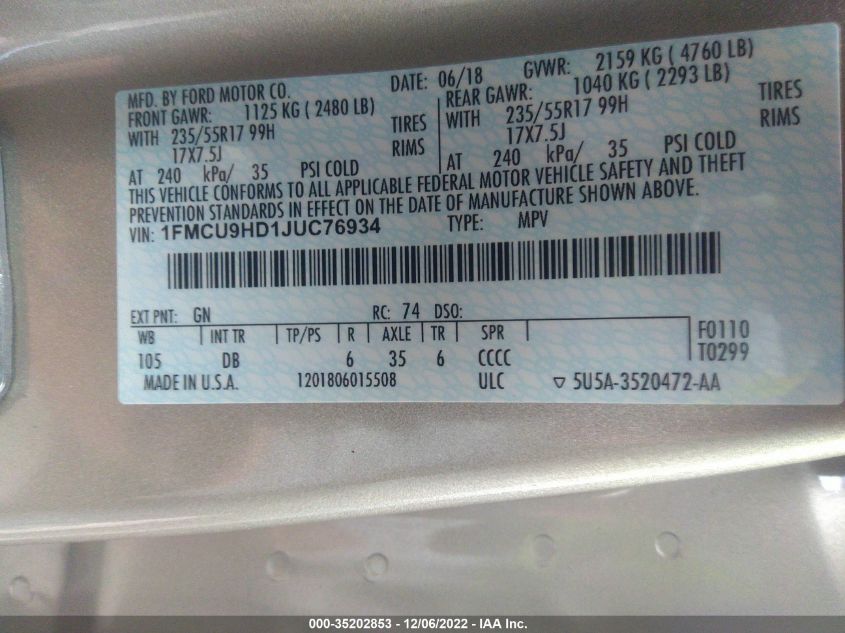 MFD. BY FORD MOTOR CO. DATE: 06/18 GVWR: 2159 KG ( 4760 LB)
FRONT GAWR: 1125 KG ( 2480 LB) REAR GAWR: 1040 KG ( 2293 LB)
WITH 235/55R17 99H TIRES WITH 235/55R17 99H TIRES
17X7.5J RIMS 17X7.5J RIMS
AT 240 kPa/ 35 PSI COLD AT 240 kPa/ 35 PSI COLD
THIS VEHICLE CONFORMS TO ALL APPLICABLE FEDERAL MOTOR VEHICLE SAFETY AND THEFT
PREVENTION STANDARDS IN EFFECT ON THE DATE OF MANUFACTURE SHOWN ABOVE.
VIN: 1FMCU9HD1JUC76934 TYPE: MPV
EXT PNT: GN RC: 74 DSO:
WB INT TR TP/PS R AXLE TR SPR F0110
105 DB 6 35 6 CCCC T0299
MADE IN U.S.A. 1201806015508 ULC ▽ 5U5A-3520472-AA
000-35202853 - 12/06/2022 - IAA Inc.